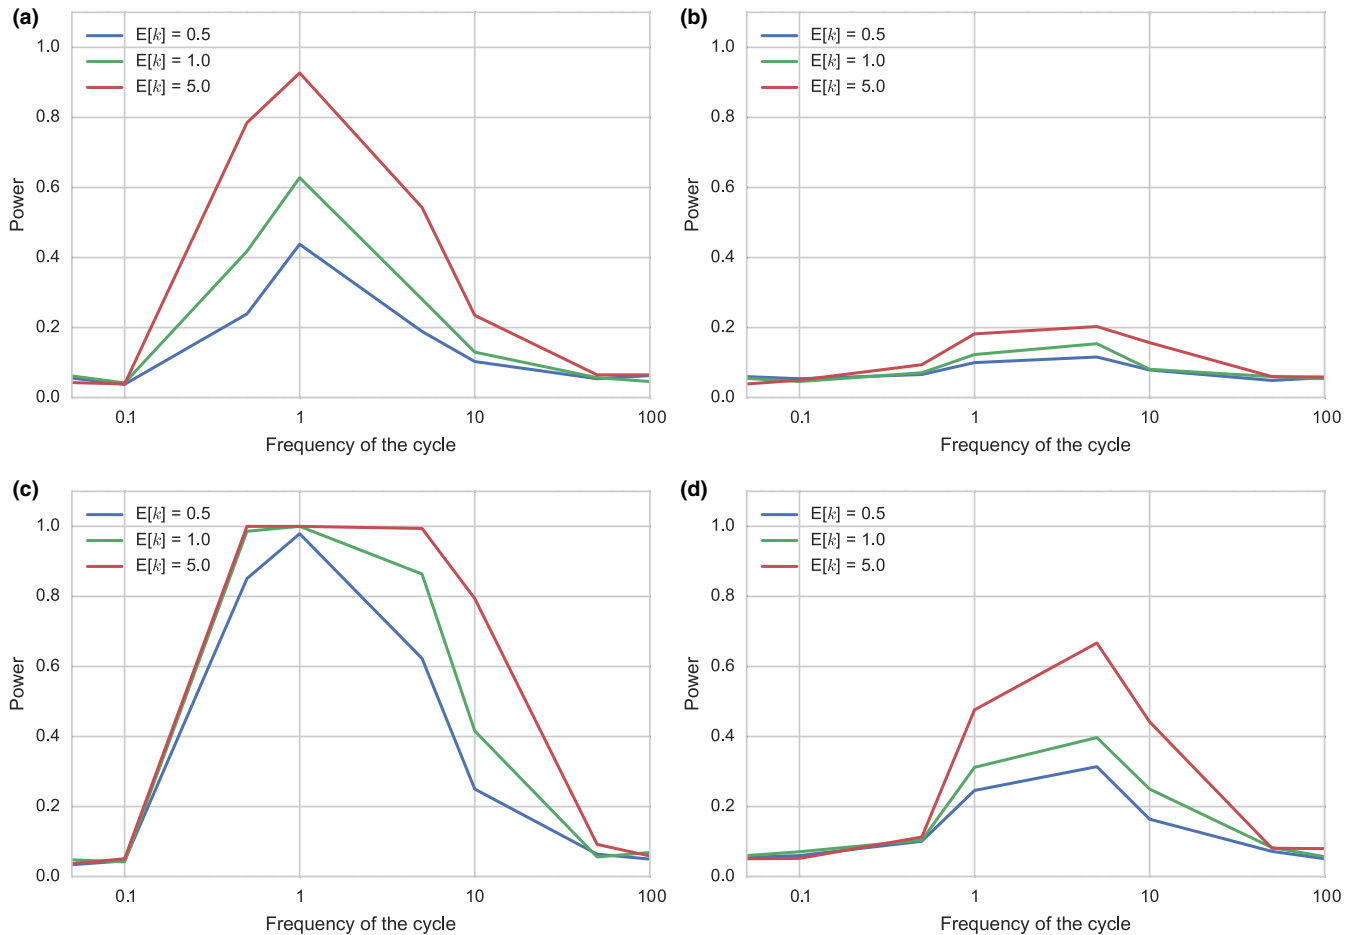 (a)
E[k] = 0.5
E[k] = 1.0
E[k] = 5.0
1.0
0.8
0.6
0.4
0.2
0.0
Power
0.1 1 10 100
Frequency of the cycle
(b)
E[k] = 0.5
E[k] = 1.0
E[k] = 5.0
1.0
0.8
0.6
0.4
0.2
0.0
Power
0.1 1 10 100
Frequency of the cycle
(c)
E[k] = 0.5
E[k] = 1.0
E[k] = 5.0
1.0
0.8
0.6
0.4
0.2
0.0
Power
0.1 1 10 100
Frequency of the cycle
(d)
E[k] = 0.5
E[k] = 1.0
E[k] = 5.0
1.0
0.8
0.6
0.4
0.2
0.0
Power
0.1 1 10 100
Frequency of the cycle